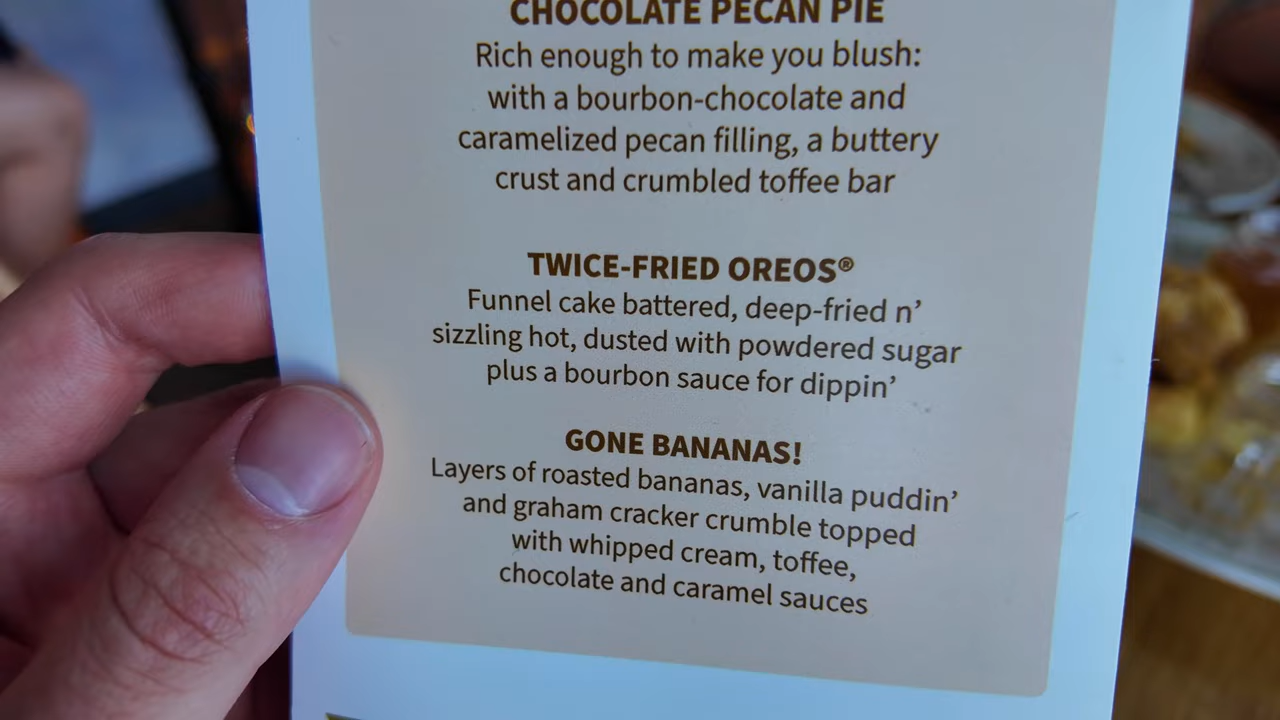 CHOCOLATE PECAN PIE
Rich enough to make you blush:
with a bourbon-chocolate and
caramelized pecan filling, a buttery
crust and crumbled toffee bar
TWICE-FRIED OREOS®
Funnel cake battered, deep-fried n’
sizzling hot, dusted with powdered sugar
plus a bourbon sauce for dippin’
GONE BANANAS!
Layers of roasted bananas, vanilla puddin’
and graham cracker crumble topped
with whipped cream, toffee,
chocolate and caramel sauces